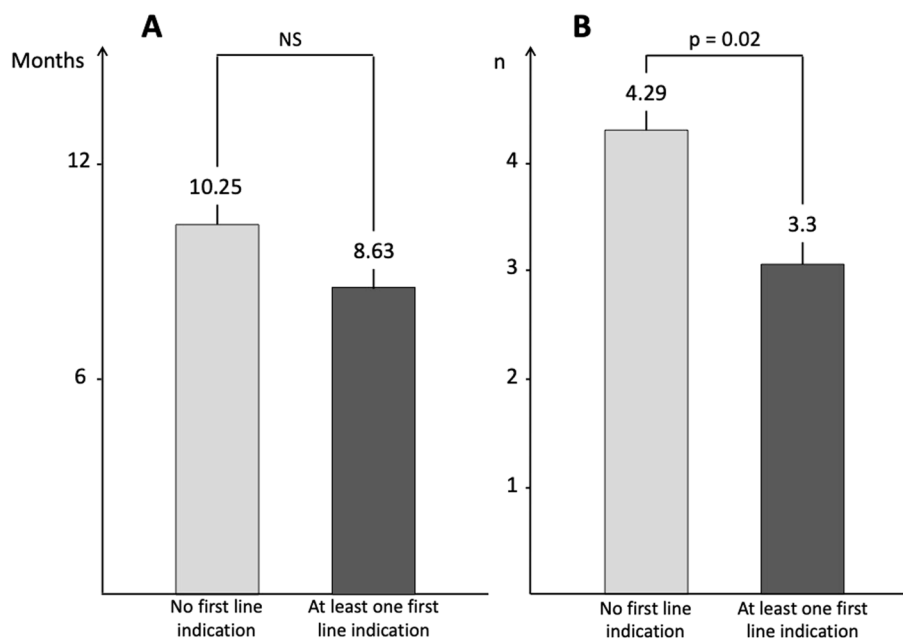 A
Months
NS
12
10.25
8.63
6
No first line
indication
At least one first
line indication
B
n
p = 0.02
4.29
4
3.3
3
2
1
No first line
indication
At least one first
line indication